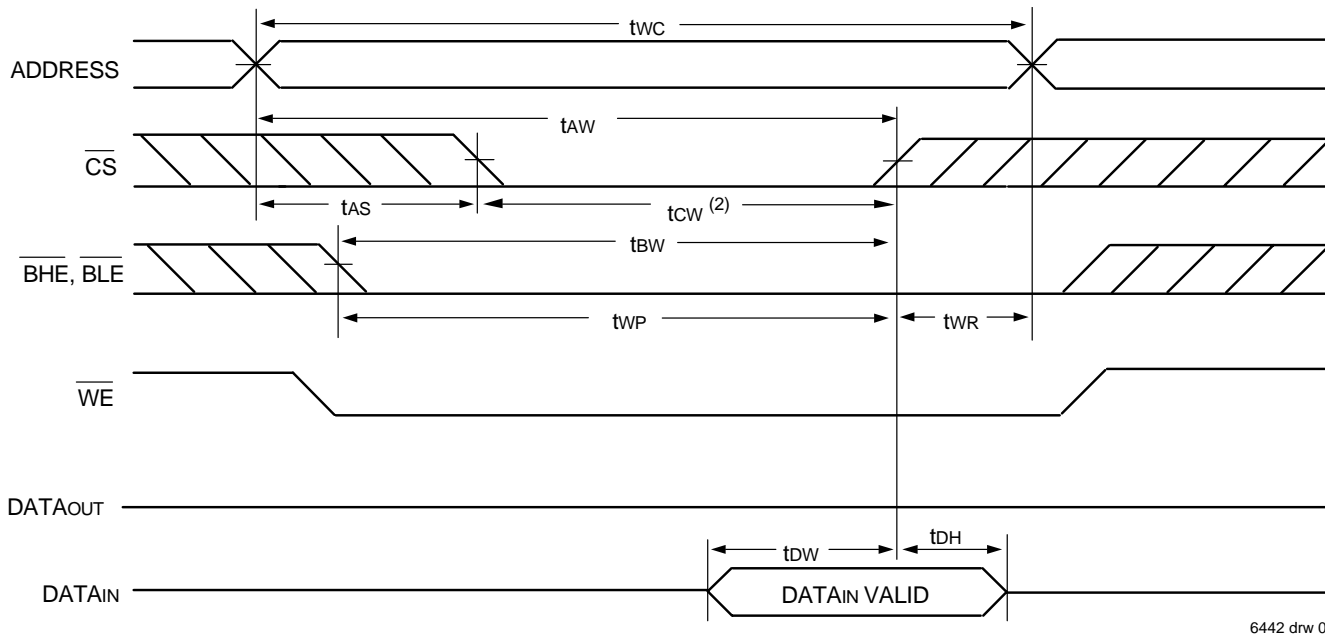 tWC
ADDRESS
tAW
CS
tAS
tCW (2)
tBW
BHE, BLE
tWP
tWR
WE
DATAOUT
tDW
tDH
DATAIN
DATAIN VALID
6442 drw 0